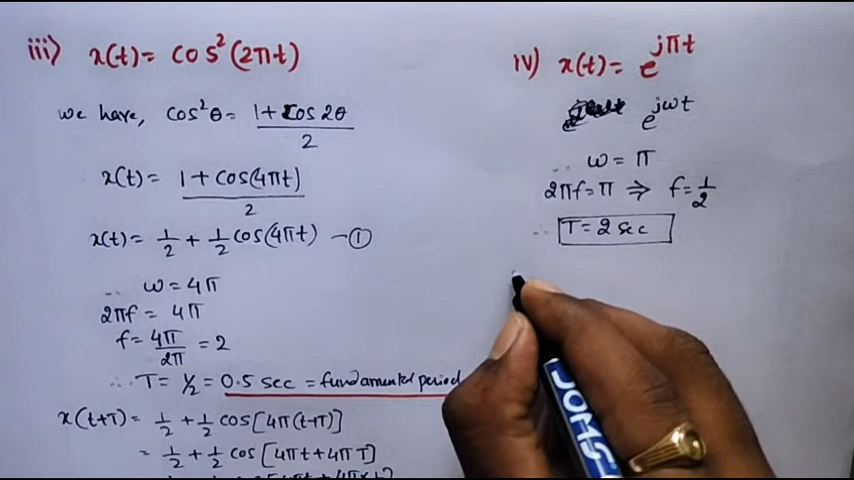 iii) x(t) = cos²(2πt)
we have, cos²θ = 1 + cos 2θ / 2
x(t) = 1 + cos(4πt) / 2
x(t) = 1/2 + 1/2 cos(4πt) — ①
∴ ω = 4π
2πf = 4π
f = 4π/2π = 2
∴ T = 1/2 = 0.5 sec = fundamental period
x(t+T) = 1/2 + 1/2 cos[4π(t+T)]
= 1/2 + 1/2 cos[4πt + 4πT]
iv) x(t) = e^jπt
e^jωt
∴ ω = π
2πf = π ⇒ f = 1/2
∴ T = 2 sec
JOMS